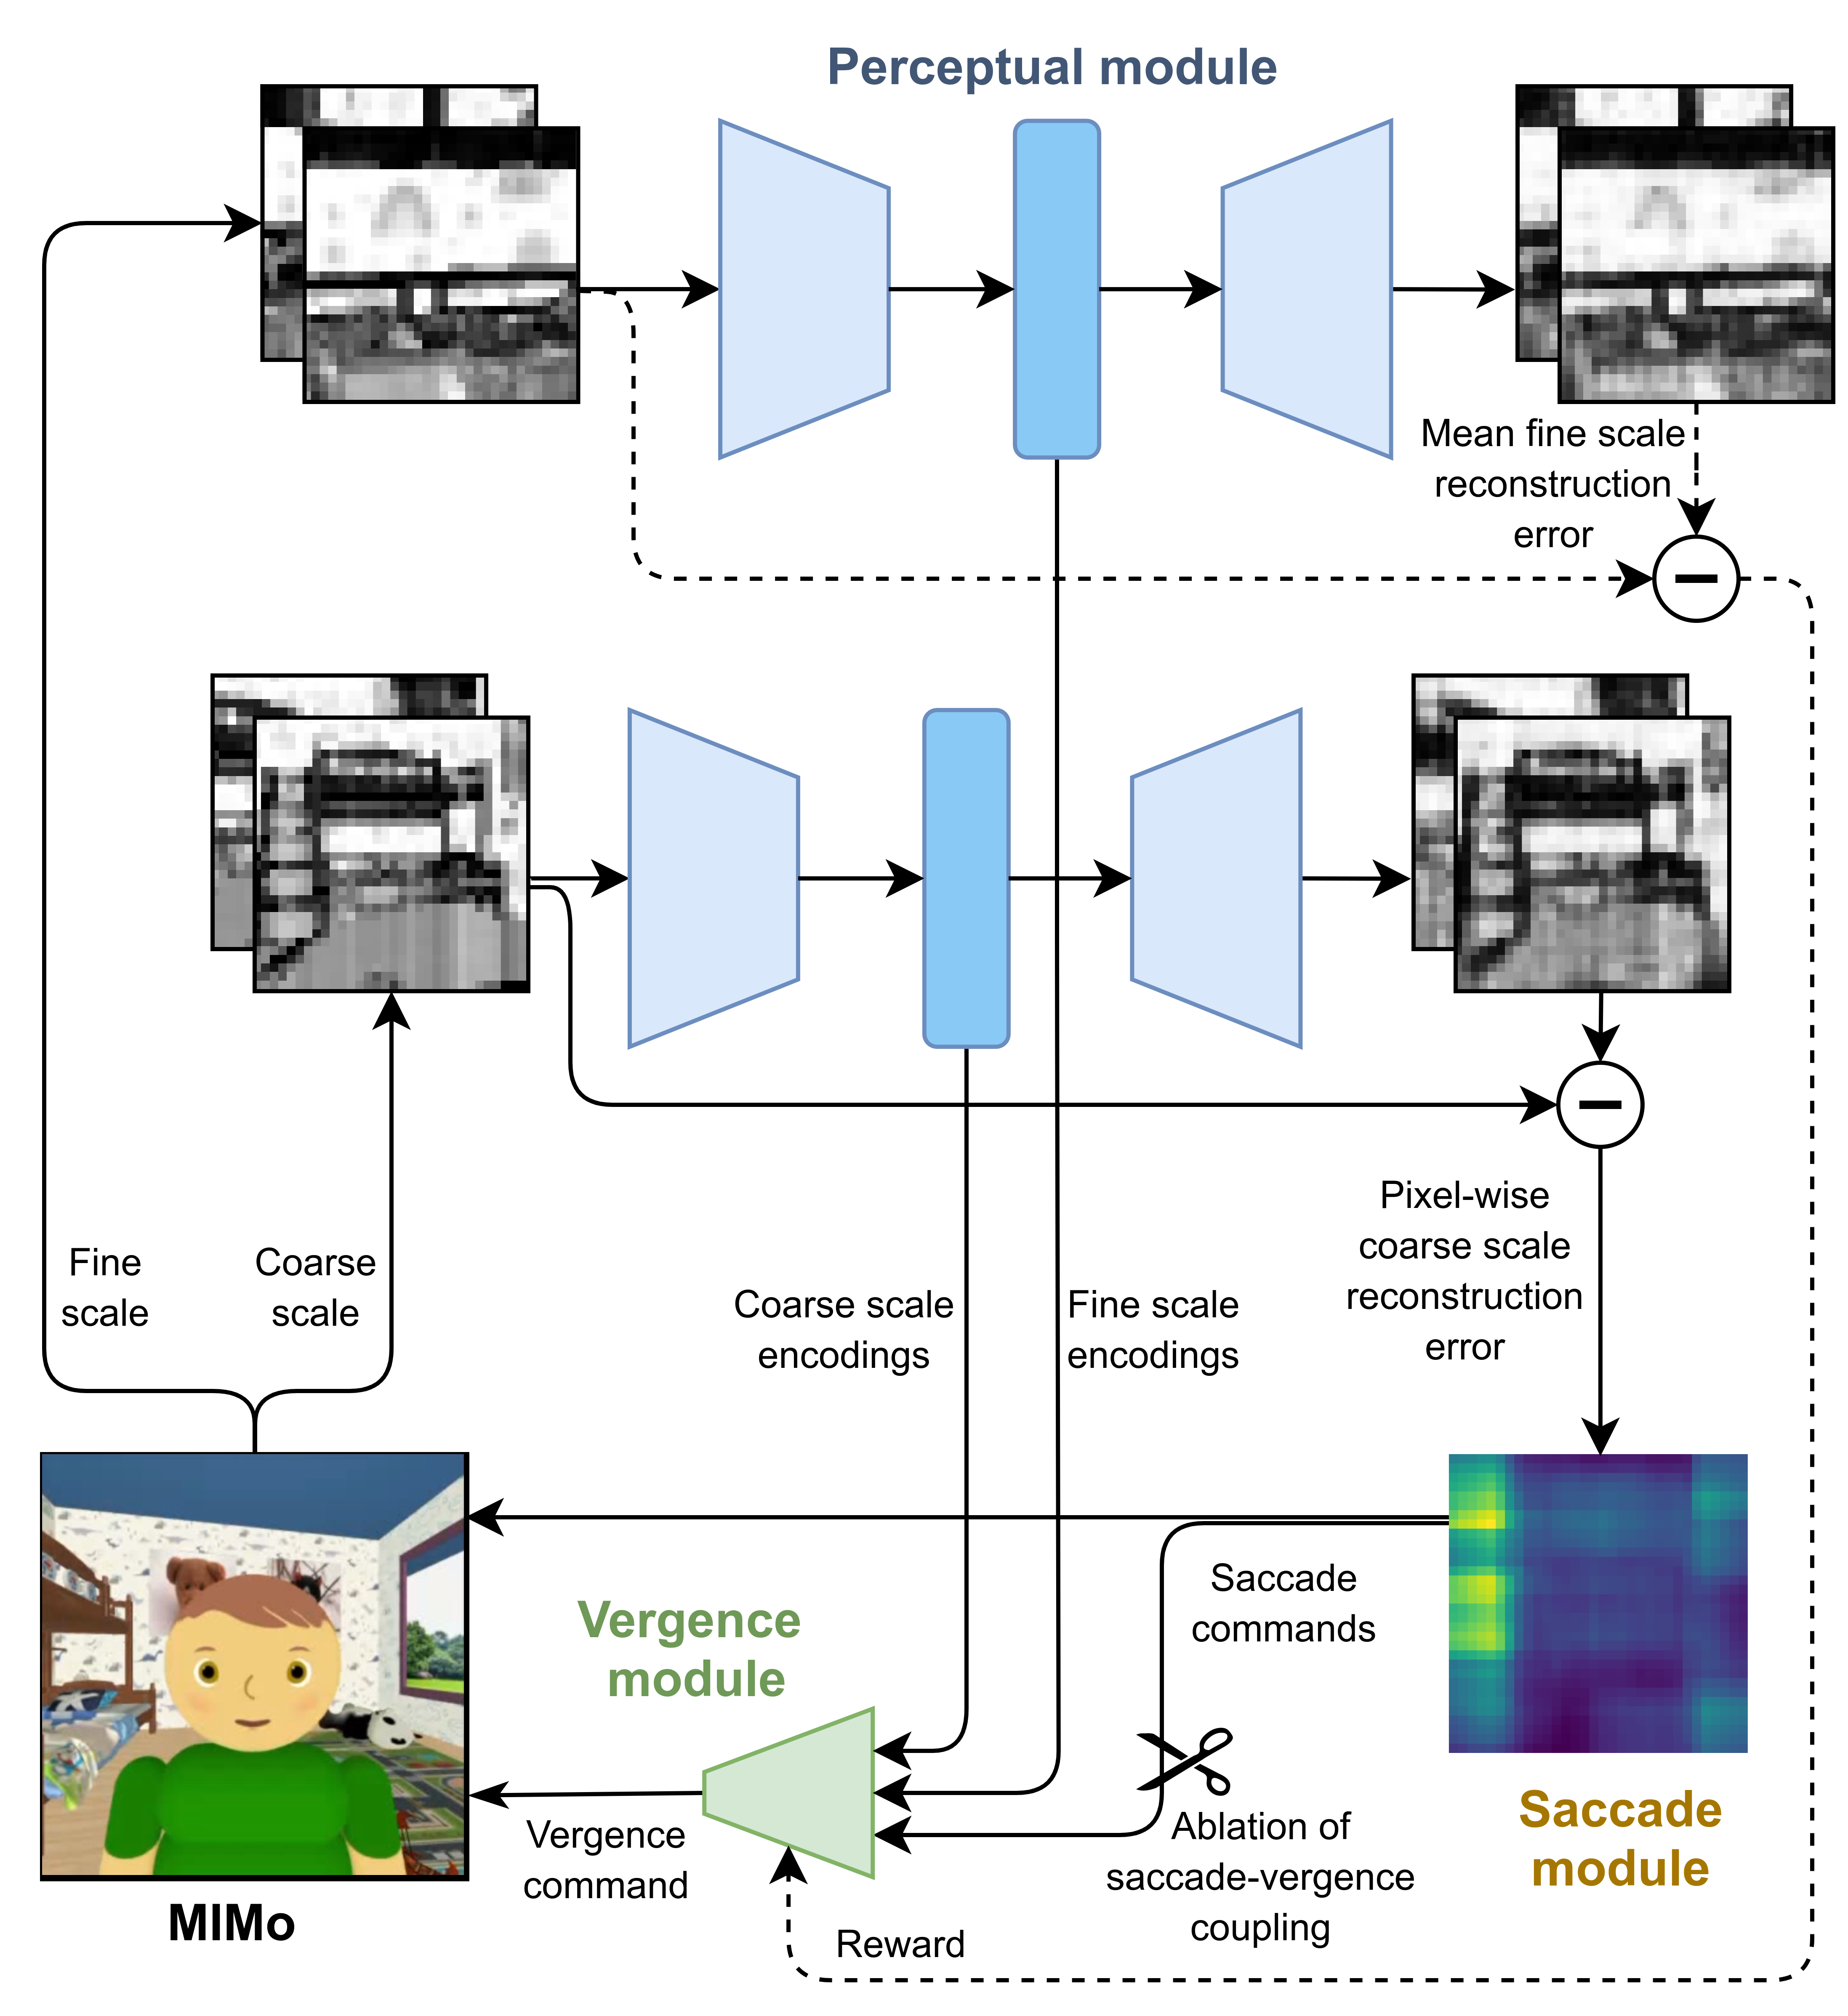 Perceptual module
Mean fine scale
reconstruction
error
Fine
scale
Coarse
scale
Coarse scale
encodings
Fine scale
encodings
Pixel-wise
coarse scale
reconstruction
error
Saccade
commands
Vergence
module
Vergence
command
Ablation of
saccade-vergence
coupling
Saccade
module
MIMo
Reward